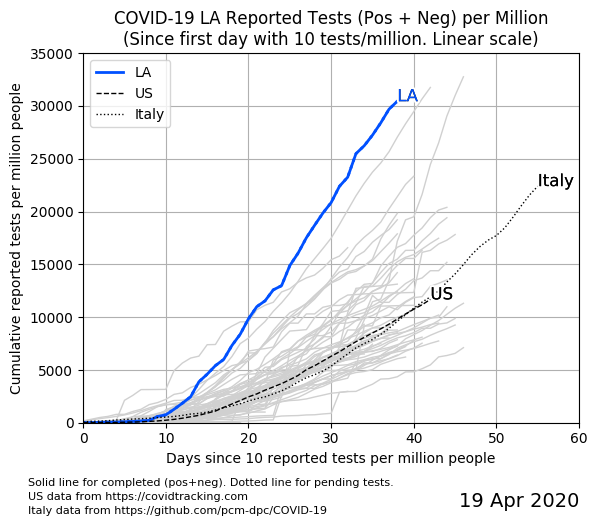 COVID-19 LA Reported Tests (Pos + Neg) per Million
(Since first day with 10 tests/million. Linear scale)
Cumulative reported tests per million people
35000
30000
25000
20000
15000
10000
5000
0
LA
US
Italy
LA
Italy
US
0 10 20 30 40 50 60
Days since 10 reported tests per million people
Solid line for completed (pos+neg). Dotted line for pending tests.
US data from https://covidtracking.com
Italy data from https://github.com/pcm-dpc/COVID-19
19 Apr 2020